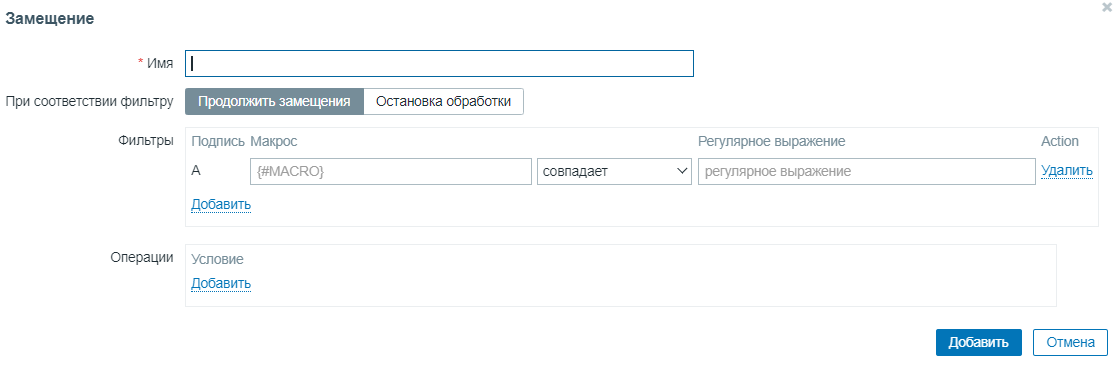 Замещение
* Имя
При соответствии фильтру Продолжить замещения Остановка обработки
Фильтры Подпись Макрос Регулярное выражение Action
A {#MACRO} совпадает регулярное выражение Удалить
Добавить
Операции Условие
Добавить
Добавить Отмена